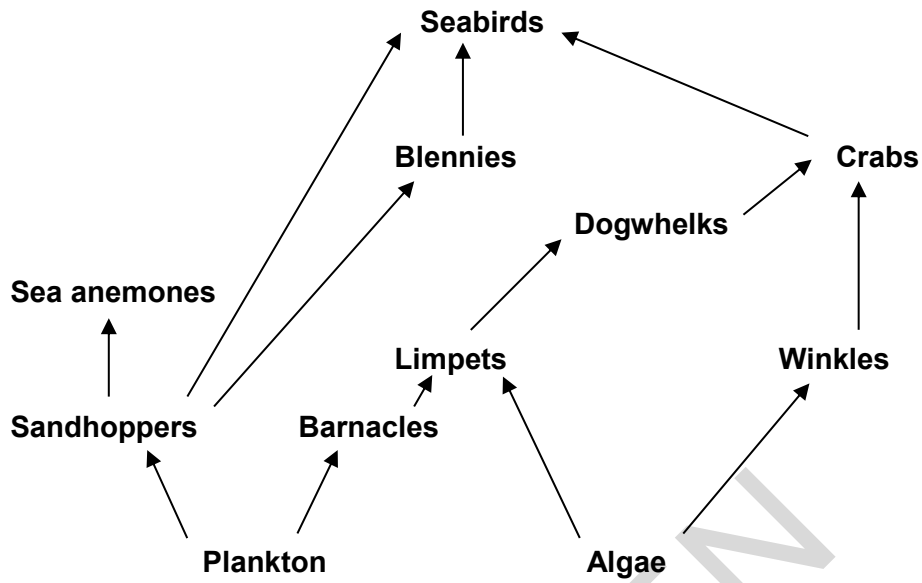 Seabirds
Blennies
Crabs
Dogwhelks
Sea anemones
Limpets
Winkles
Sandhoppers
Barnacles
Plankton
Algae